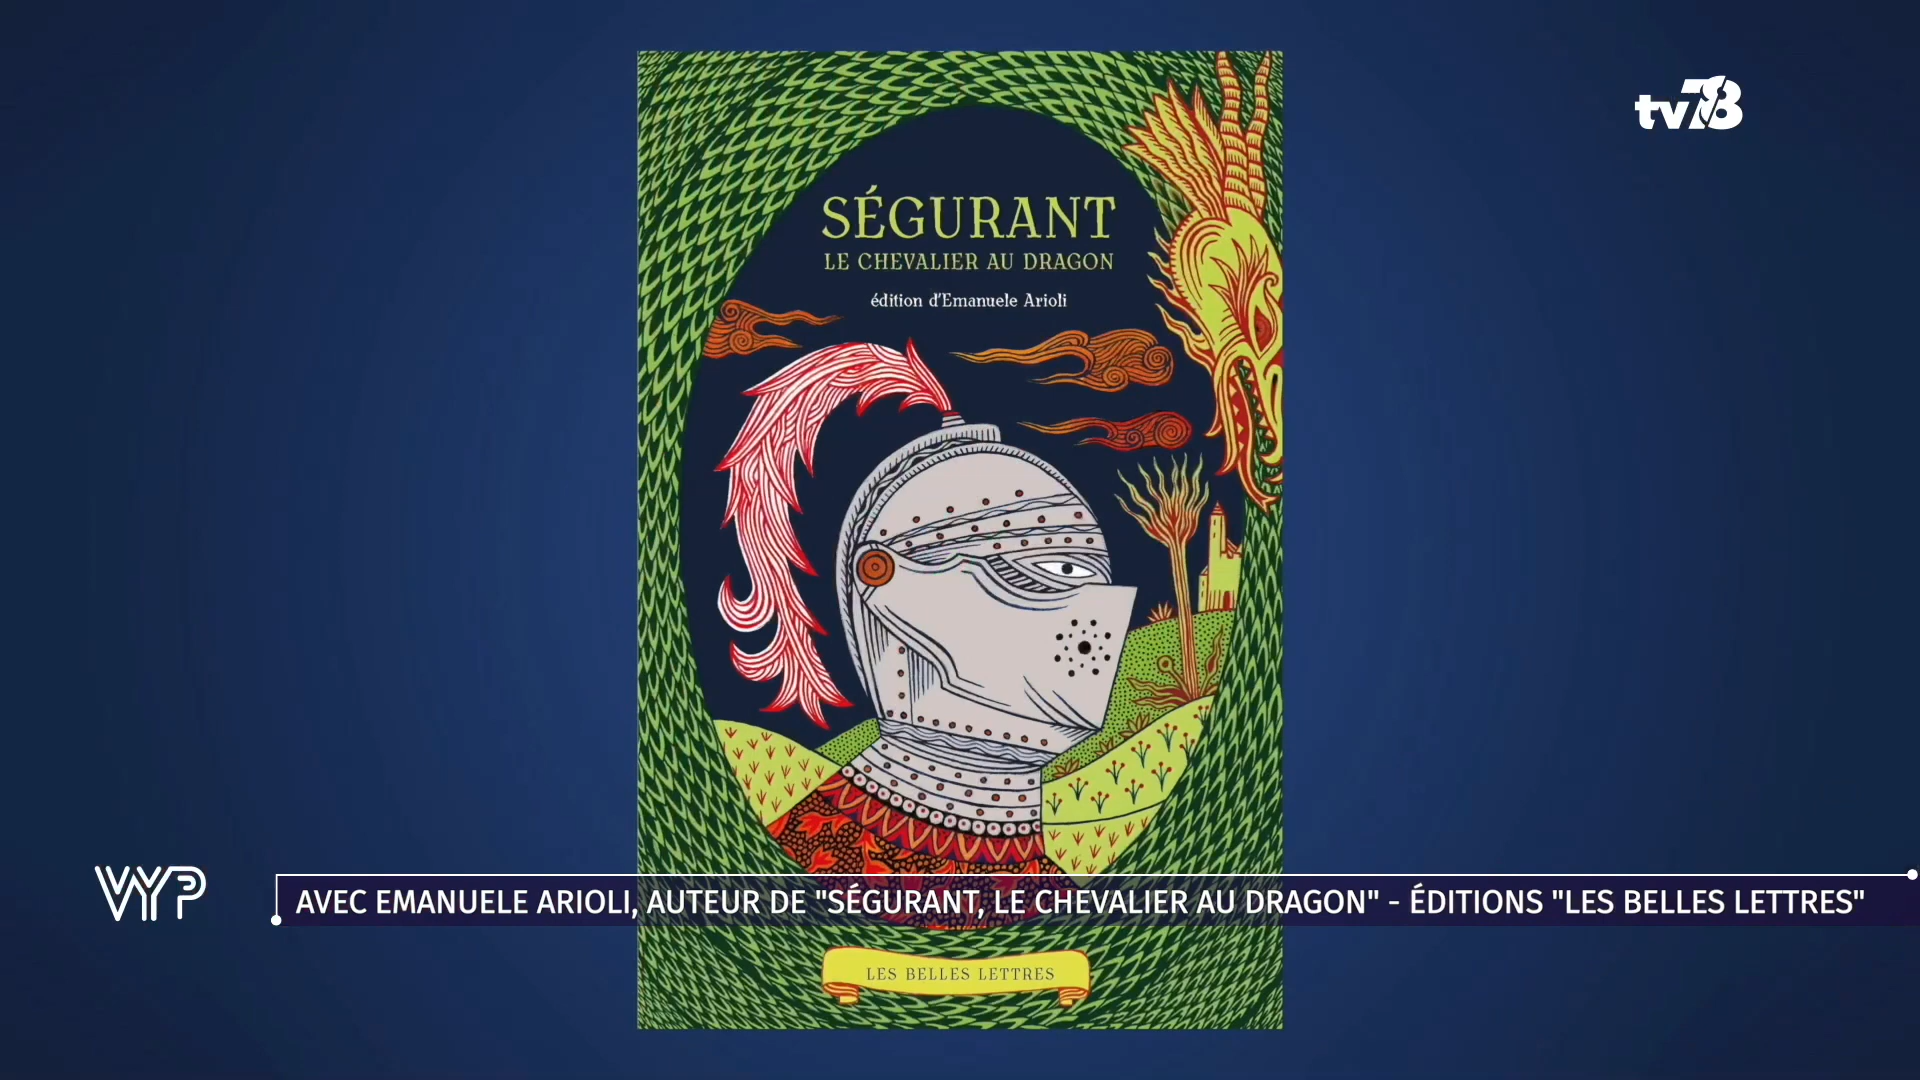 tv78
SÉGURANT
LE CHEVALIER AU DRAGON
édition d'Emanuele Arioli
VYP
AVEC EMANUELE ARIOLI, AUTEUR DE "SÉGURANT, LE CHEVALIER AU DRAGON" - ÉDITIONS "LES BELLES LETTRES"
LES BELLES LETTRES